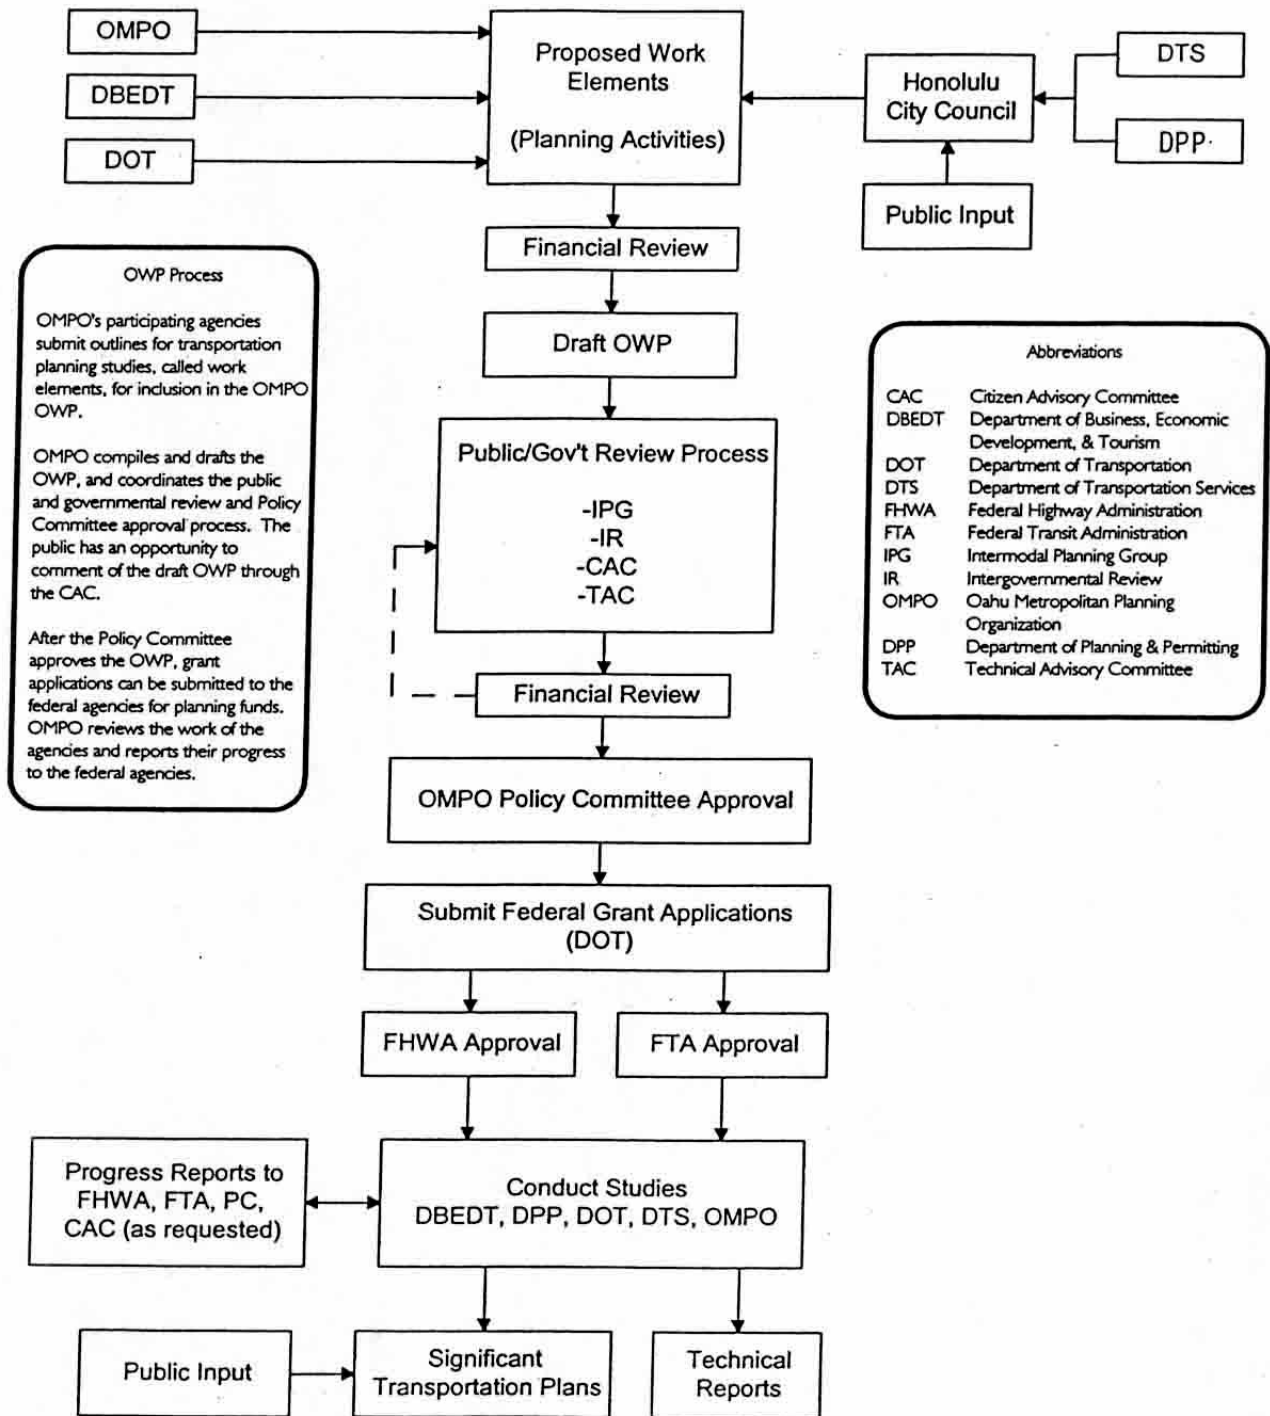 OMPO
DBEDT
DOT
Proposed Work
Elements
(Planning Activities)
Honolulu
City Council
DTS
DPP
Public Input
Financial Review
Draft OWP
Public/Gov't Review Process
-IPG
-IR
-CAC
-TAC
Financial Review
OMPO Policy Committee Approval
Submit Federal Grant Applications
(DOT)
FHWA Approval
FTA Approval
Progress Reports to
FHWA, FTA, PC,
CAC (as requested)
Conduct Studies
DBEDT, DPP, DOT, DTS, OMPO
Public Input
Significant
Transportation Plans
Technical
Reports
OWP Process
OMPO's participating agencies
submit outlines for transportation
planning studies, called work
elements, for inclusion in the OMPO
OWP.
OMPO compiles and drafts the
OWP, and coordinates the public
and governmental review and Policy
Committee approval process. The
public has an opportunity to
comment of the draft OWP through
the CAC.
After the Policy Committee
approves the OWP, grant
applications can be submitted to the
federal agencies for planning funds.
OMPO reviews the work of the
agencies and reports their progress
to the federal agencies.
Abbreviations
CAC Citizen Advisory Committee
DBEDT Department of Business, Economic
Development, & Tourism
DOT Department of Transportation
DTS Department of Transportation Services
FHWA Federal Highway Administration
FTA Federal Transit Administration
IPG Intermodal Planning Group
IR Intergovernmental Review
OMPO Oahu Metropolitan Planning
Organization
DPP Department of Planning & Permitting
TAC Technical Advisory Committee